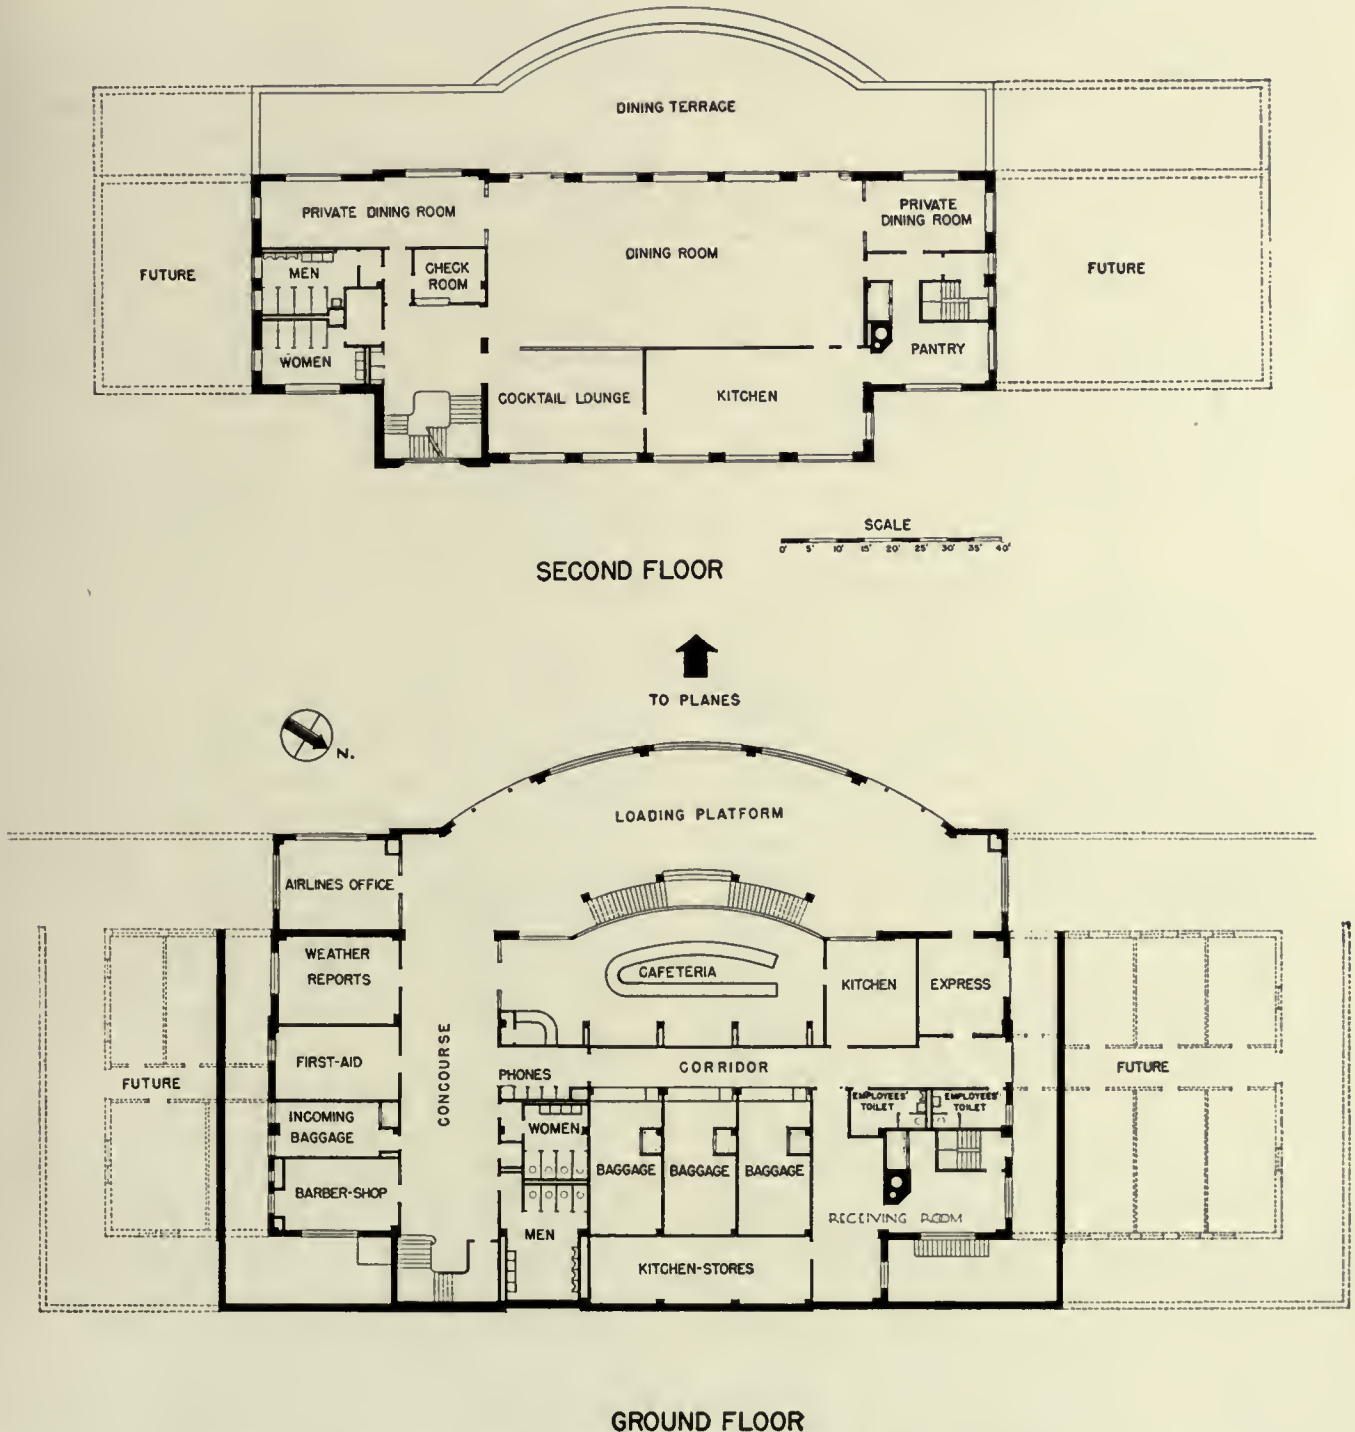 DINING TERRACE
PRIVATE DINING ROOM
PRIVATE
DINING ROOM
DINING ROOM
FUTURE
MEN
CHECK
ROOM
FUTURE
WOMEN
PANTRY
COCKTAIL LOUNGE
KITCHEN
SCALE
0' 5' 10' 15' 20' 25' 30' 35' 40'
SECOND FLOOR
TO PLANES
N.
LOADING PLATFORM
AIRLINES OFFICE
WEATHER
REPORTS
CAFETERIA
KITCHEN
EXPRESS
CONCOURSE
FIRST-AID
CORRIDOR
PHONES
FUTURE
FUTURE
EMPLOYEES'
TOILET
EMPLOYEES'
TOILET
INCOMING
BAGGAGE
WOMEN
BAGGAGE
BAGGAGE
BAGGAGE
BARBER-SHOP
RECEIVING ROOM
MEN
KITCHEN-STORES
GROUND FLOOR